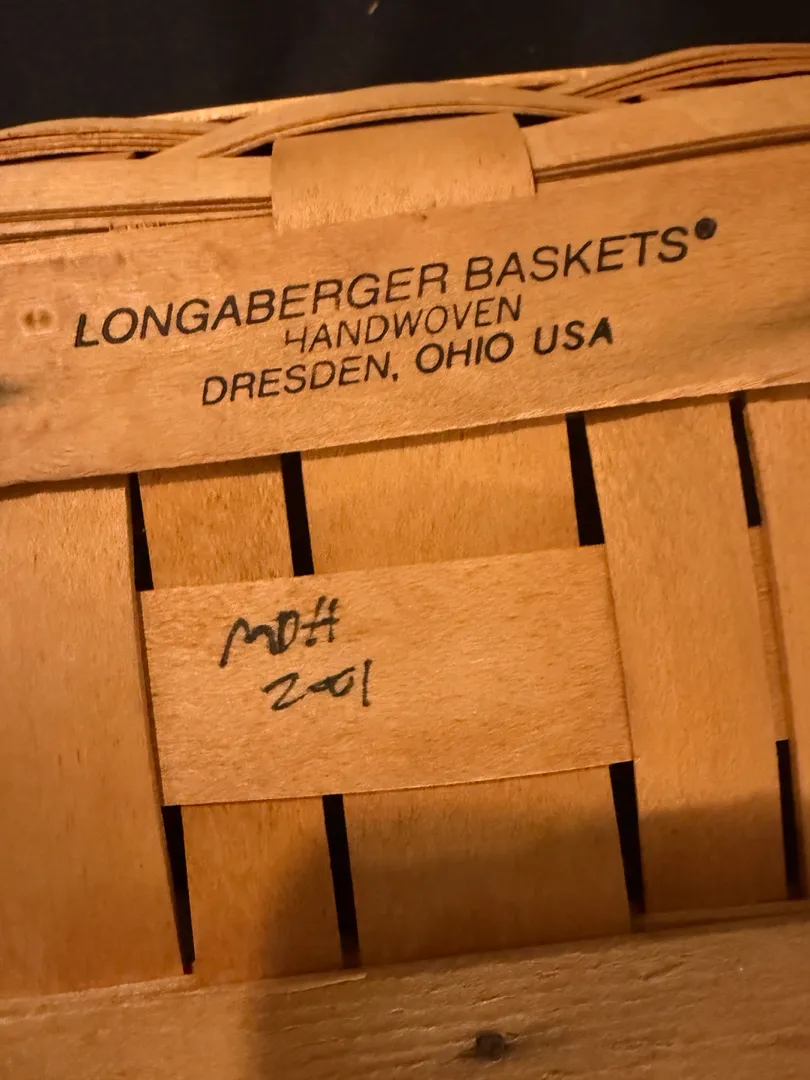 LONGABERGER BASKETS®
HANDWOVEN
DRESDEN, OHIO USA
MDH
2001